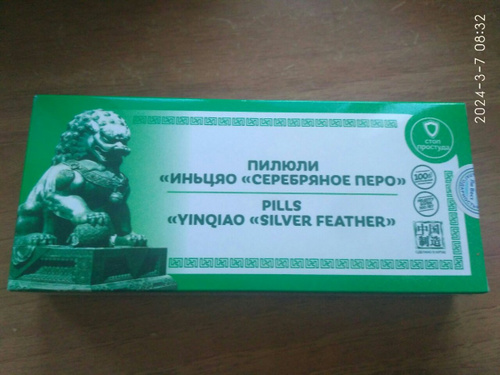 2024-3-7 08:32
СТОП
простуда
ПИЛЮЛИ
«ИНЬЦЯО «СЕРЕБРЯНОЕ ПЕРО»
PILLS
«YINQIAO «SILVER FEATHER»
100%
中国
制造